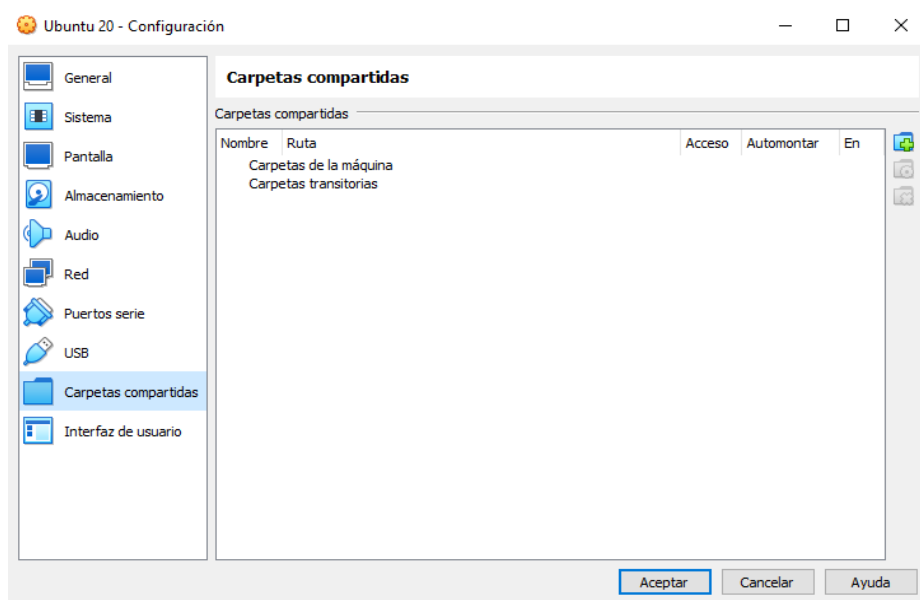 Ubuntu 20 - Configuración
General
Sistema
Pantalla
Almacenamiento
Audio
Red
Puertos serie
USB
Carpetas compartidas
Interfaz de usuario
Carpetas compartidas
Carpetas compartidas
Nombre Ruta Acceso Automontar En
Carpetas de la máquina
Carpetas transitorias
Aceptar Cancelar Ayuda